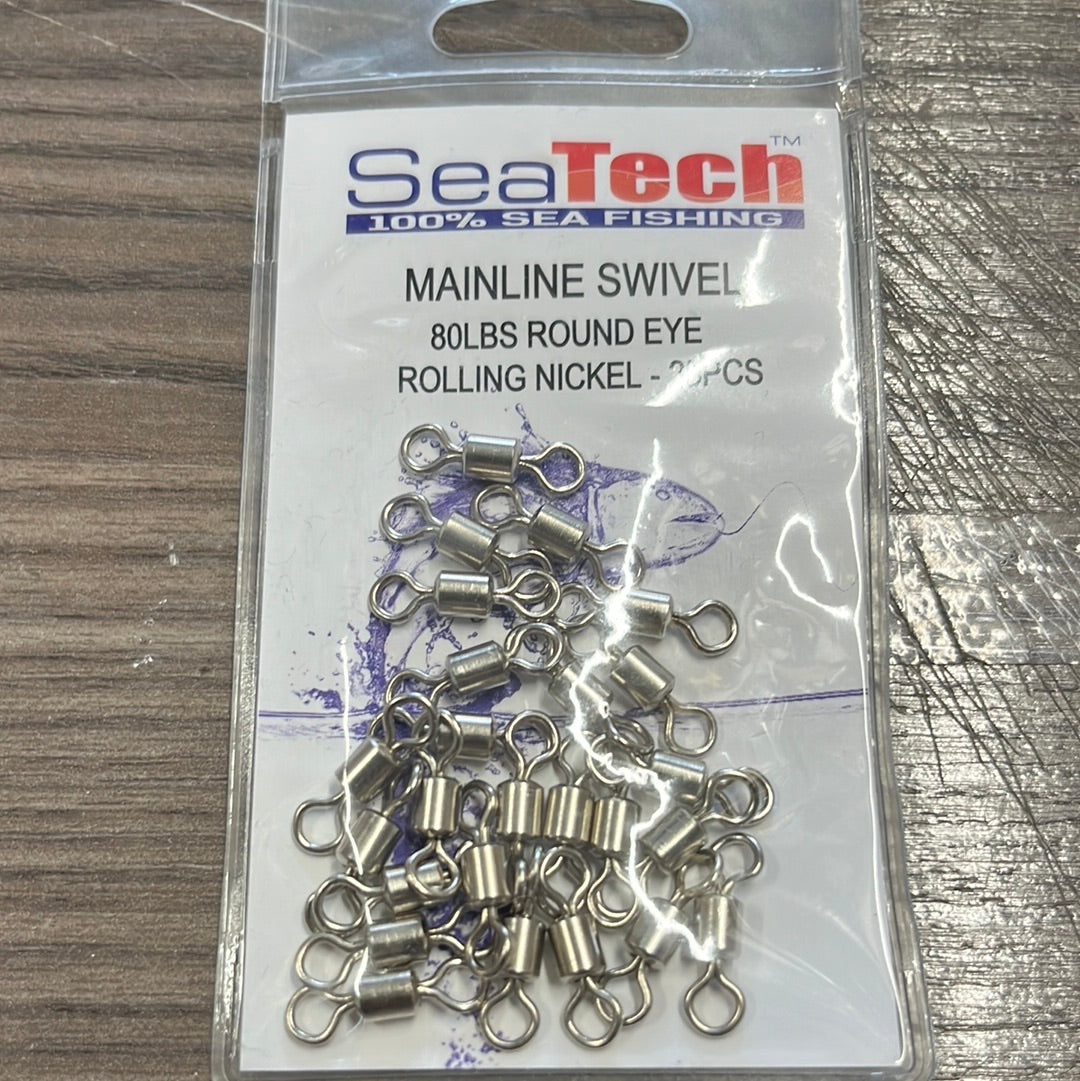 SeaTech™
100% SEA FISHING
MAINLINE SWIVEL
80LBS ROUND EYE
ROLLING NICKEL -